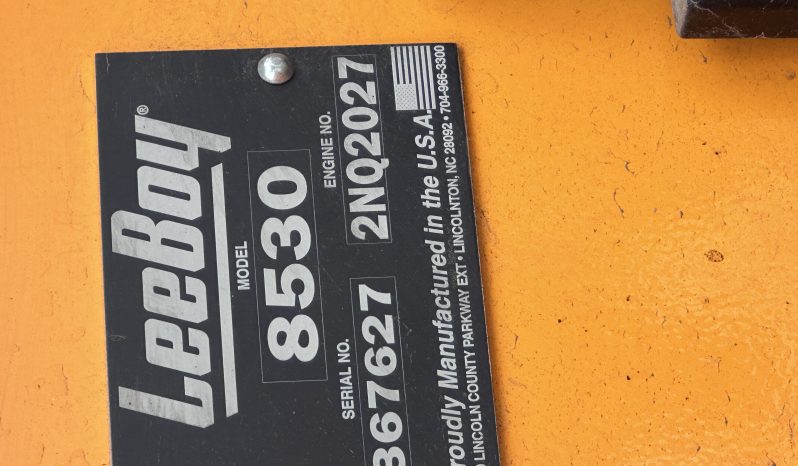 LeeBoy®
MODEL
8530
SERIAL NO.
367627
ENGINE NO.
2NQ2027
roudly Manufactured in the U.S.A.
LINCOLN COUNTY PARKWAY EXT • LINCOLNTON, NC 28092 • 704-966-3300